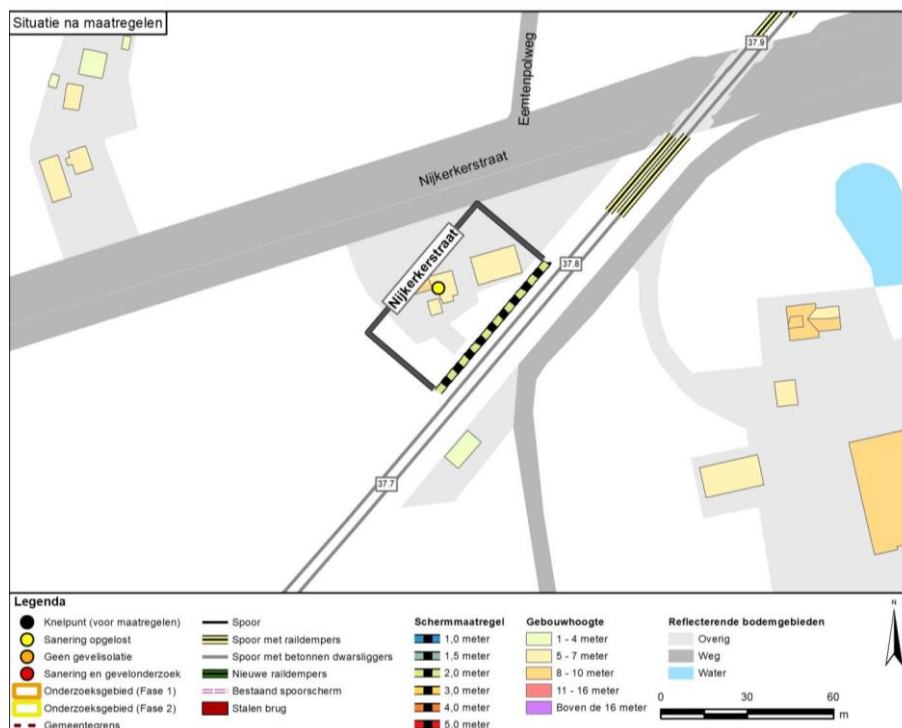 Situatie na maatregelen
37.9
Eemtenpolweg
Nijkerkerstraat
Nijkerkerstraat
37.8
37.7
Legenda
Knelpunt (voor maatregelen)
Sanering opgelost
Geen gevelisolatie
Sanering en gevelonderzoek
Onderzoeksgebied (Fase 1)
Onderzoeksgebied (Fase 2)
Gemeentegrens
Spoor
Spoor met raildempers
Spoor met betonnen dwarsliggers
Nieuwe raildempers
Bestaand spoorscherm
Stalen brug
Schermmaatregel
1,0 meter
1,5 meter
2,0 meter
3,0 meter
4,0 meter
5,0 meter
Gebouwhoogte
1 - 4 meter
5 - 7 meter
8 - 10 meter
11 - 16 meter
Boven de 16 meter
Reflecterende bodemgebieden
Overig
Weg
Water
0 30 60
m
N